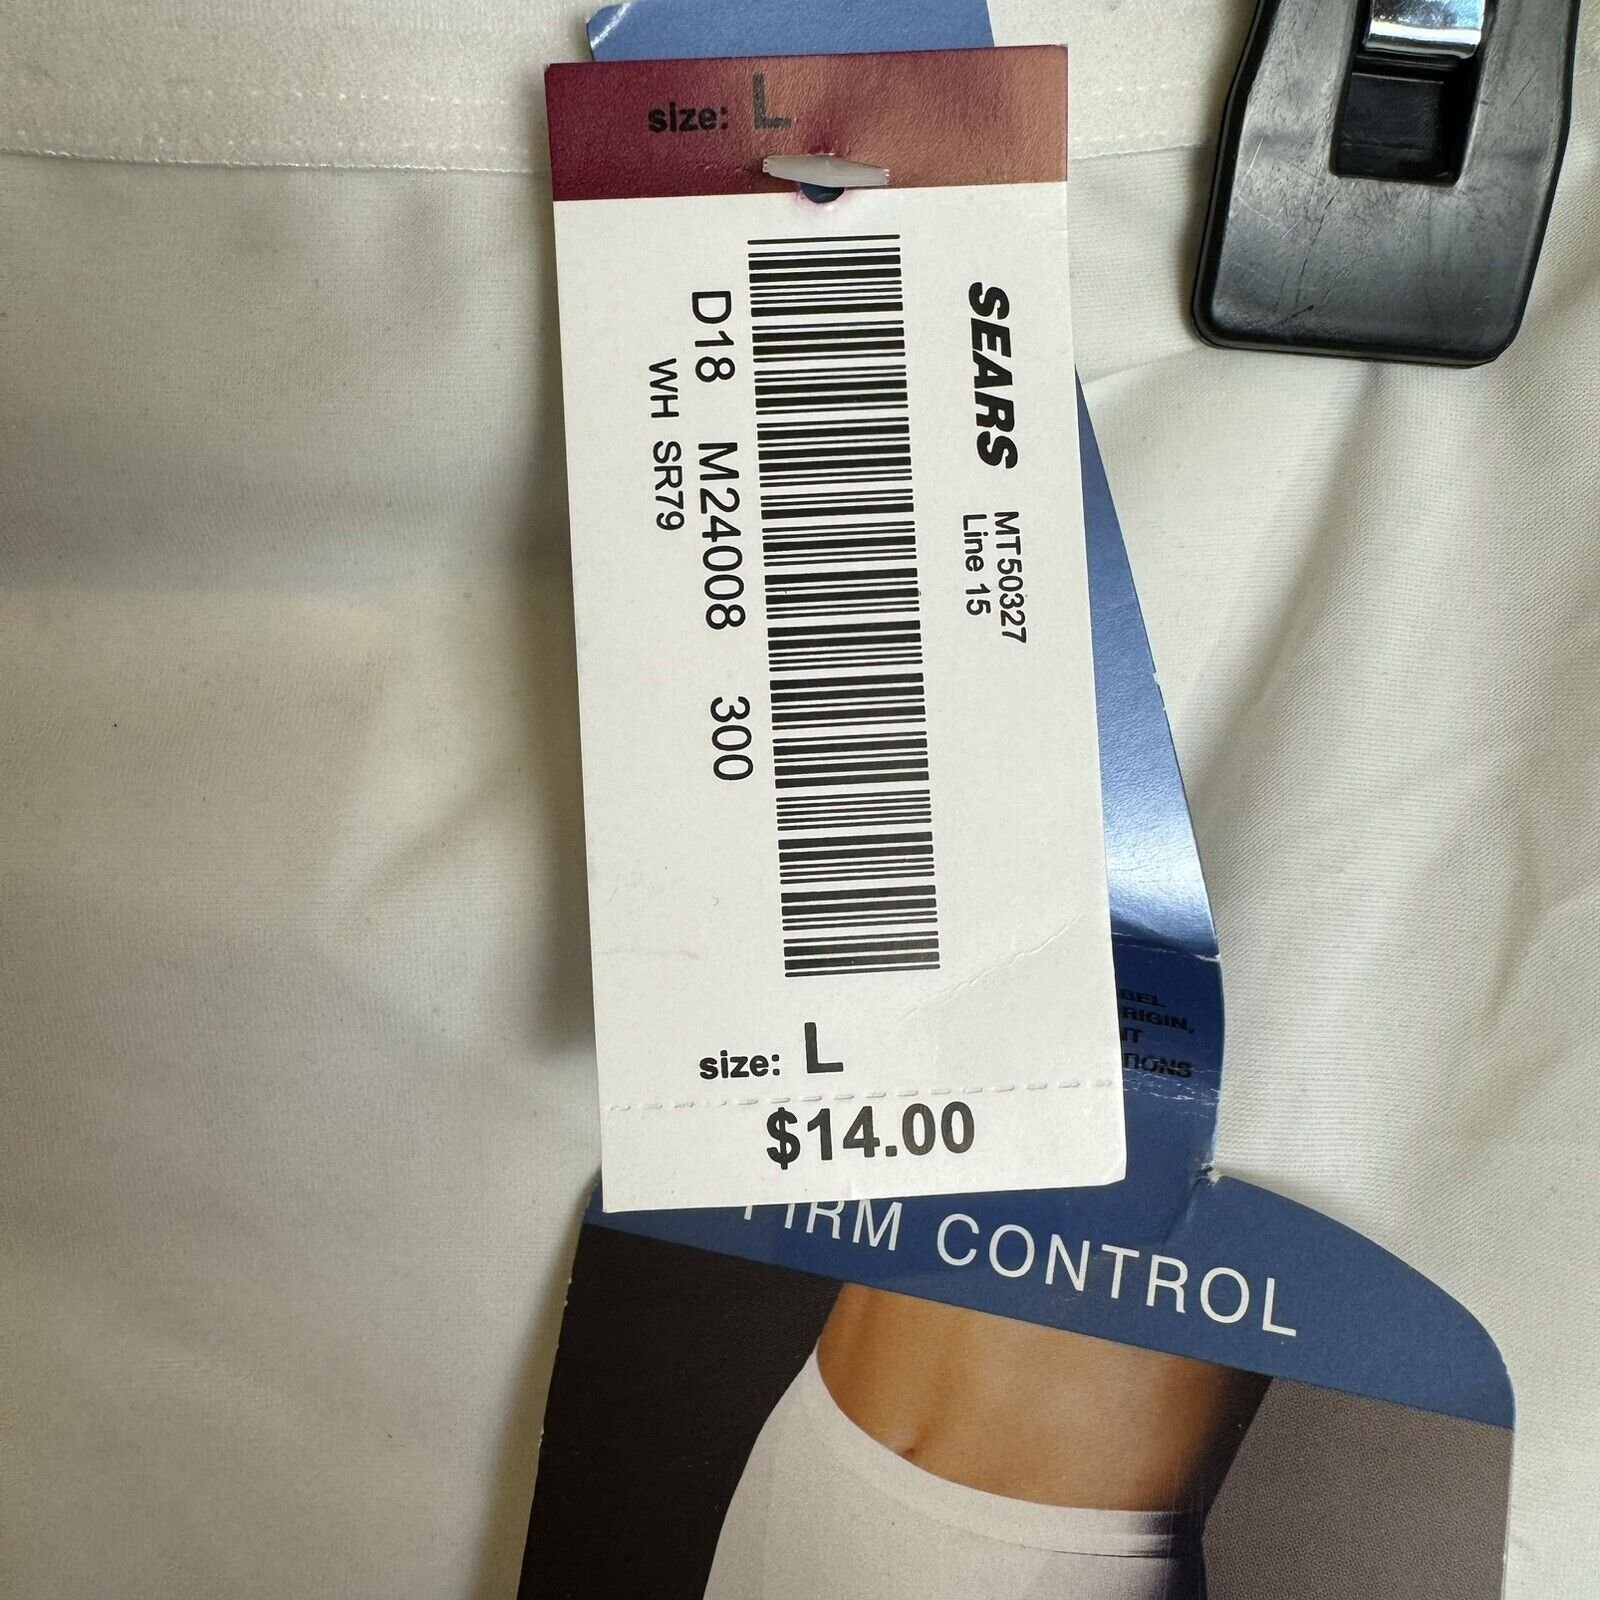 size: L
SEARS MT50327
Line 15
D18 M24008 300
WH SR79
size: L
$14.00
FIRM CONTROL